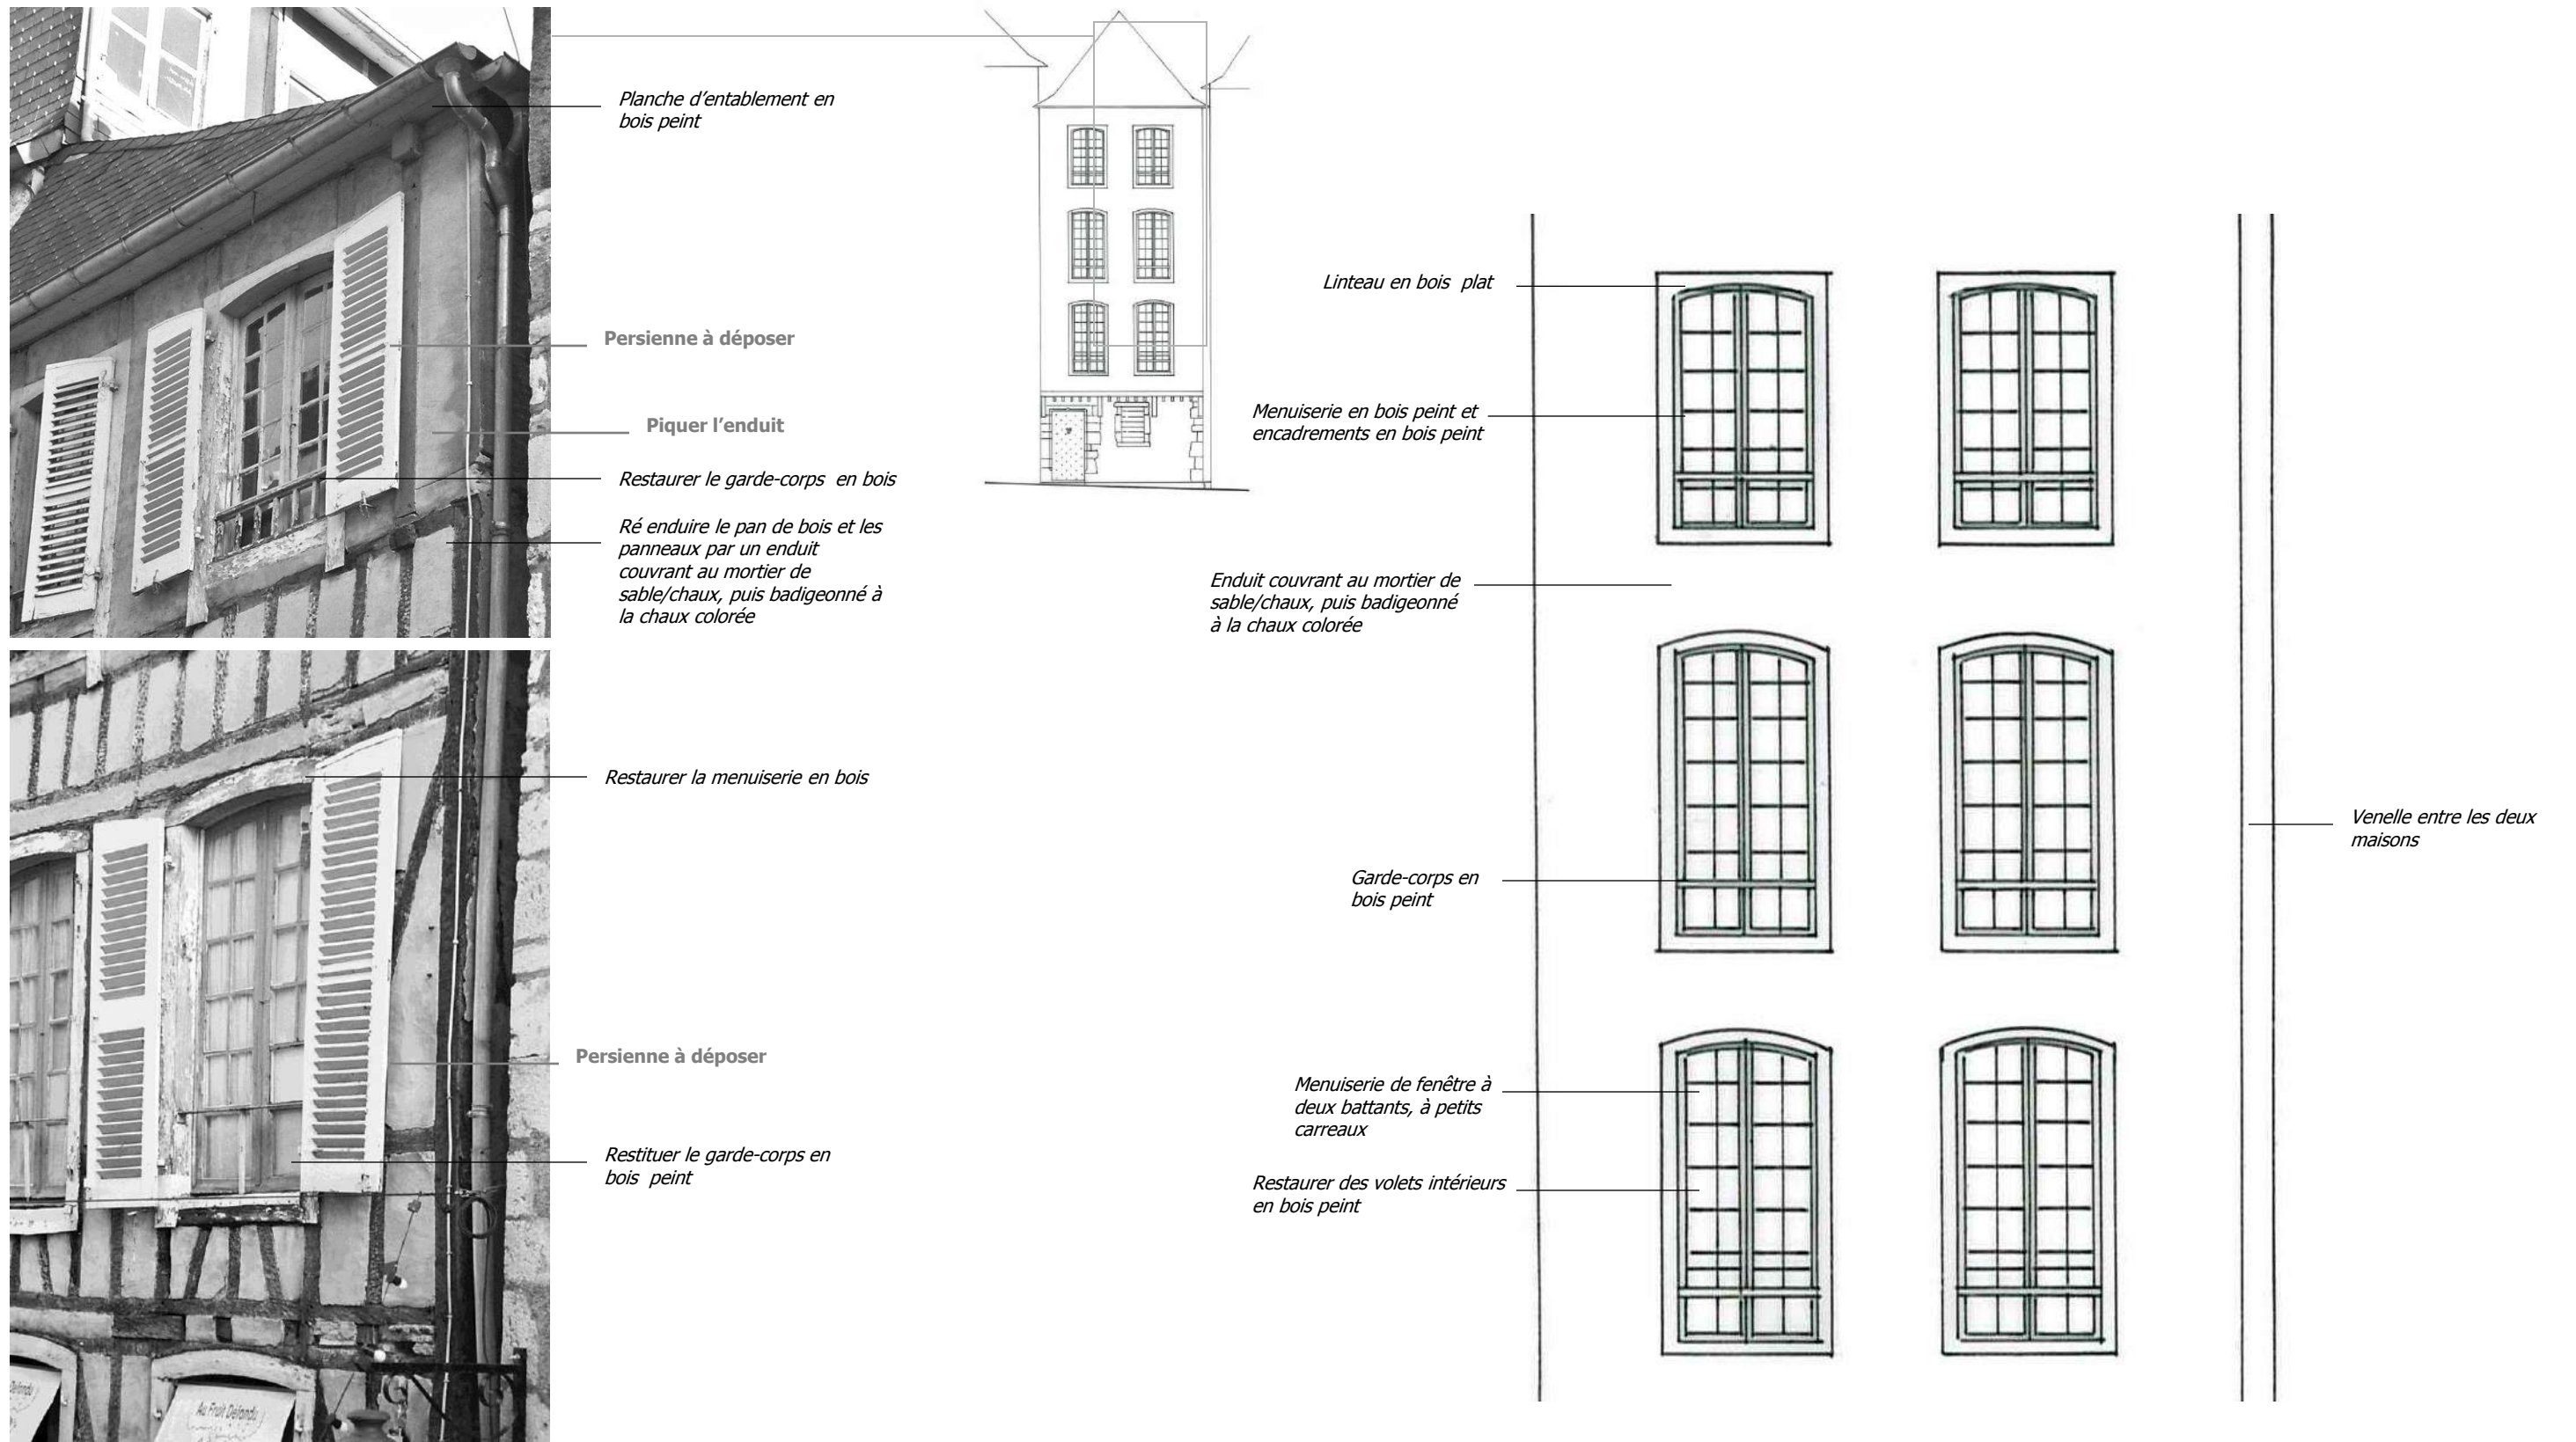 Planche d’entablement en
bois peint
Persienne à déposer
Piquer l’enduit
Restaurer le garde-corps en bois
Ré enduire le pan de bois et les
panneaux par un enduit
couvrant au mortier de
sable/chaux, puis badigeonné à
la chaux colorée
Restaurer la menuiserie en bois
Persienne à déposer
Restituer le garde-corps en
bois peint
Au Fruit Defendu
Linteau en bois plat
Menuiserie en bois peint et
encadrements en bois peint
Enduit couvrant au mortier de
sable/chaux, puis badigeonné
à la chaux colorée
Garde-corps en
bois peint
Menuiserie de fenêtre à
deux battants, à petits
carreaux
Restaurer des volets intérieurs
en bois peint
Venelle entre les deux
maisons